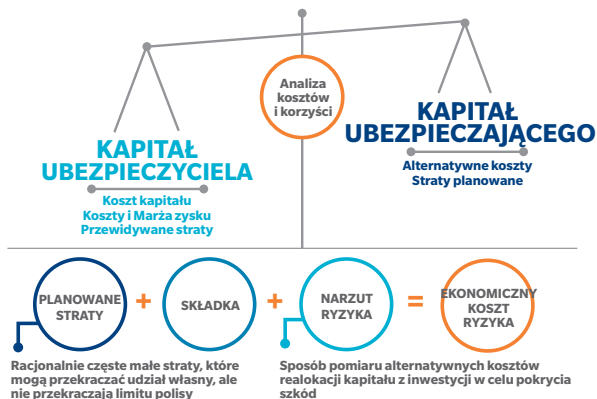 Analiza
kosztów
i korzyści
KAPITAŁ
UBEZPIECZYCIELA
Koszt kapitału
Koszty i Marża zysku
Przewidywane straty
KAPITAŁ
UBEZPIECZAJĄCEGO
Alternatywne koszty
Straty planowane
PLANOWANE
STRATY
+
SKŁADKA
+
NARZUT
RYZYKA
=
EKONOMICZNY
KOSZT
RYZYKA
Racjonalnie częste małe straty, które
mogą przekraczać udział własny, ale
nie przekraczają limitu polisy
Sposób pomiaru alternatywnych kosztów
realokacji kapitału z inwestycji w celu pokrycia
szkód